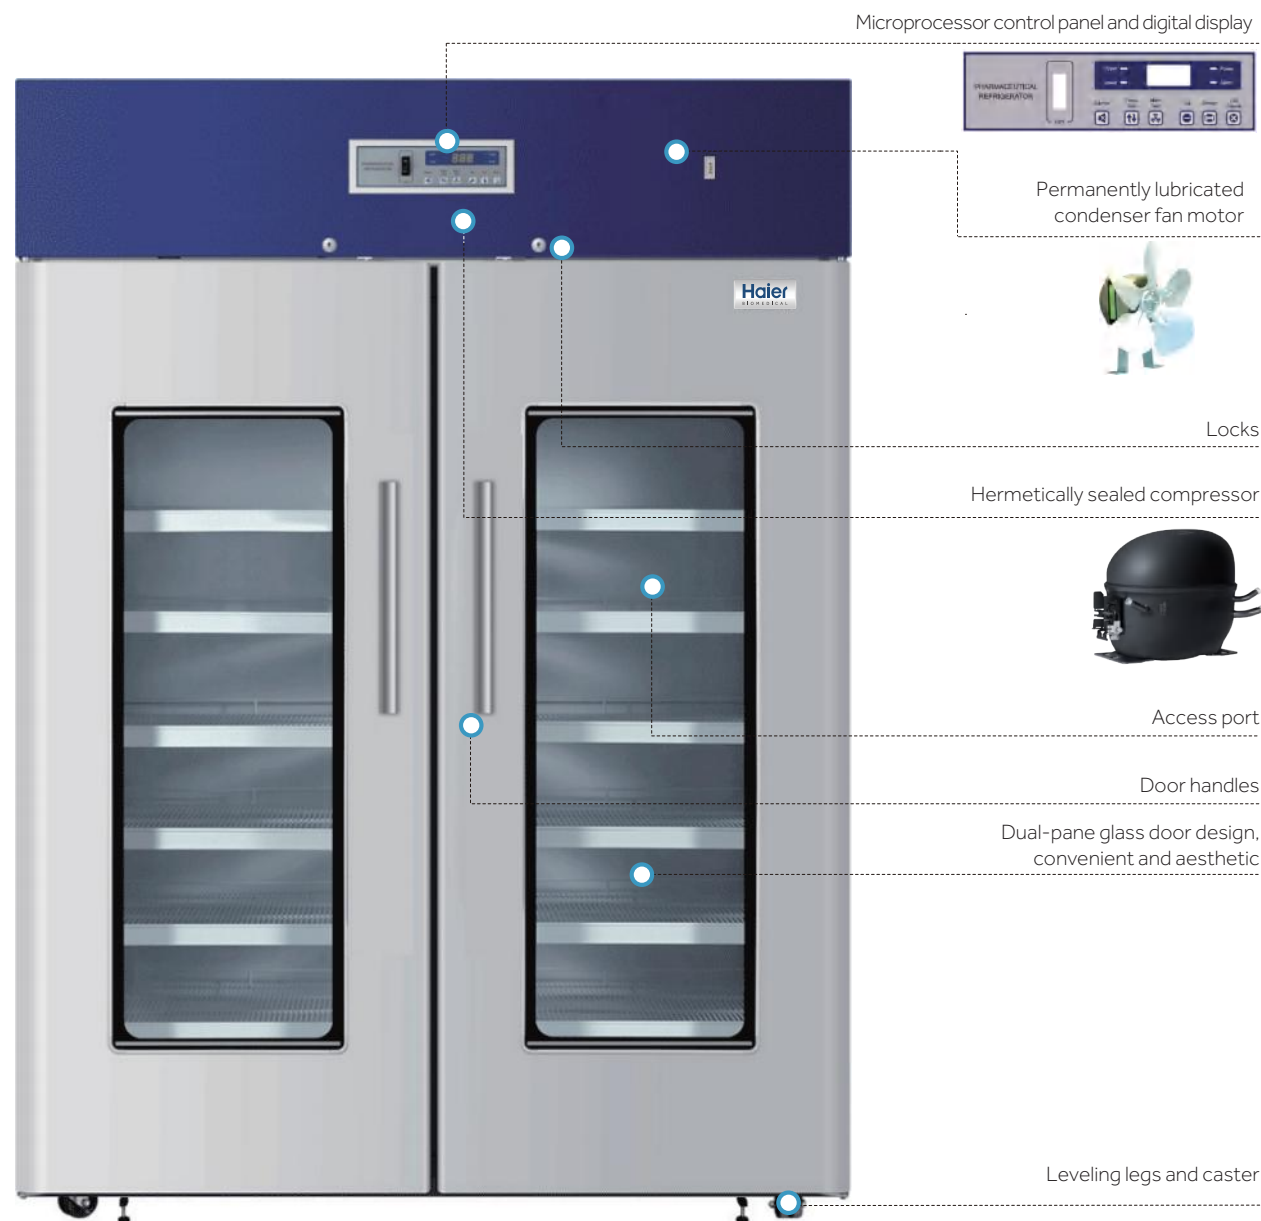 Microprocessor control panel and digital display
PHARMACEUTICAL
REFRIGERATOR
Permanently lubricated
condenser fan motor
Haier
BIOMEDICAL
Locks
Hermetically sealed compressor
Access port
Door handles
Dual-pane glass door design,
convenient and aesthetic
Leveling legs and caster